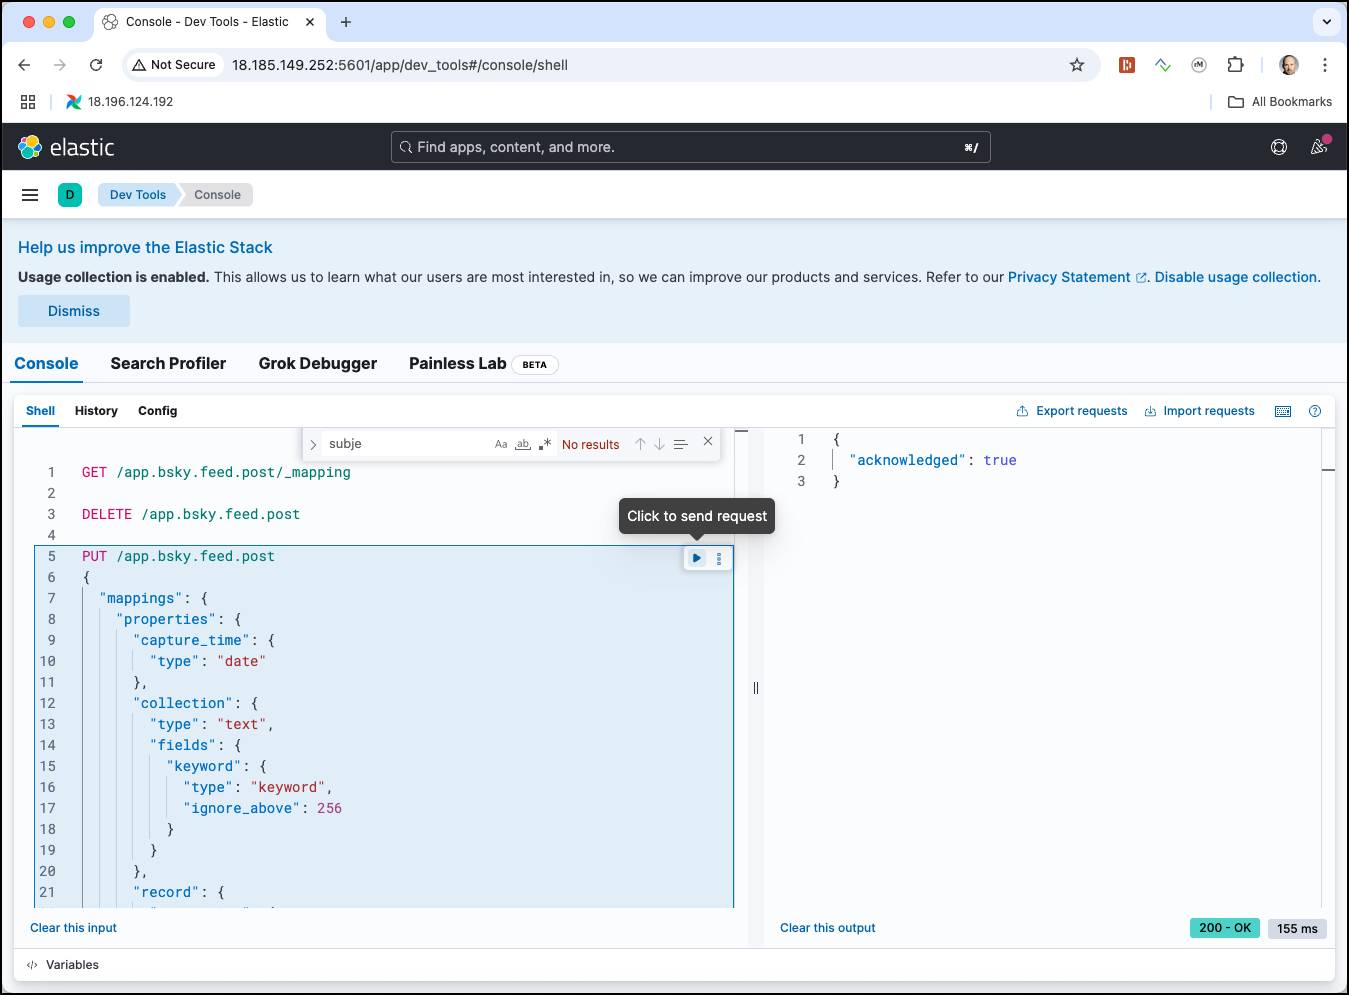 Console - Dev Tools - Elastic
Not Secure 18.185.149.252:5601/app/dev_tools#/console/shell
18.196.124.192 All Bookmarks
elastic Find apps, content, and more. ⌘/
D Dev Tools Console
Help us improve the Elastic Stack
Usage collection is enabled. This allows us to learn what our users are most interested in, so we can improve our products and services. Refer to our Privacy Statement. Disable usage collection.
Dismiss
Console Search Profiler Grok Debugger Painless Lab BETA
Shell History Config Export requests Import requests
subje Aa ab .* No results
1 GET /app.bsky.feed.post/_mapping
2
3 DELETE /app.bsky.feed.post
4
Click to send request
5 PUT /app.bsky.feed.post
6 {
7 "mappings": {
8 "properties": {
9 "capture_time": {
10 "type": "date"
11 },
12 "collection": {
13 "type": "text",
14 "fields": {
15 "keyword": {
16 "type": "keyword",
17 "ignore_above": 256
18 }
19 }
20 },
21 "record": {
1 {
2 "acknowledged": true
3 }
Clear this input Clear this output 200 - OK 155 ms
Variables